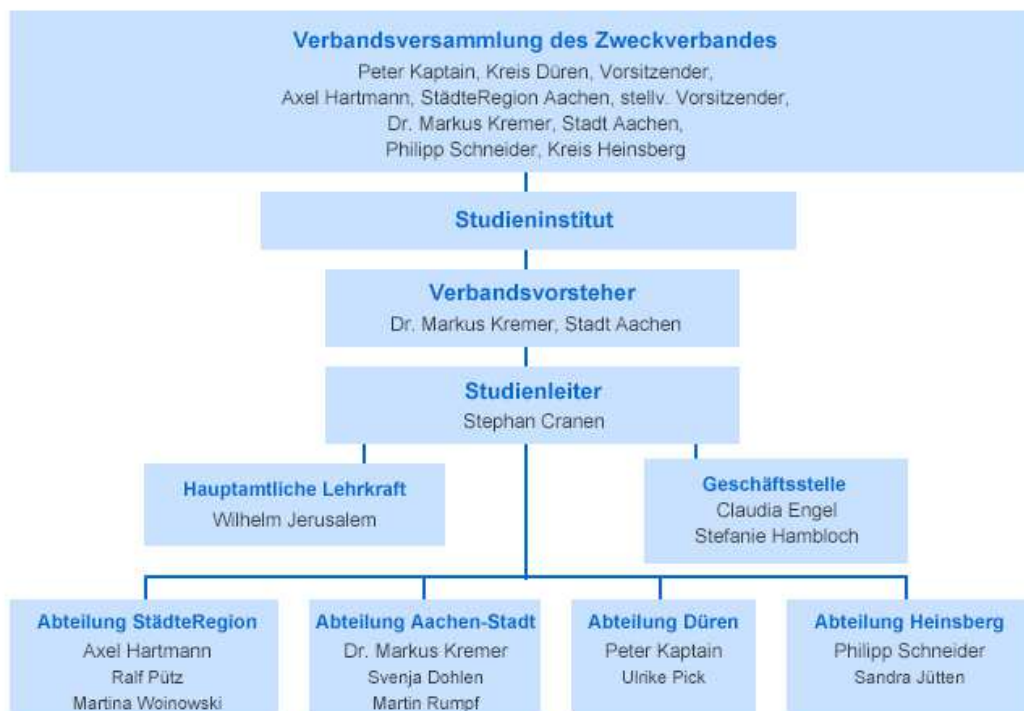 Verbandsversammlung des Zweckverbandes
Peter Kaptain, Kreis Düren, Vorsitzender,
Axel Hartmann, StädteRegion Aachen, stellv. Vorsitzender,
Dr. Markus Kremer, Stadt Aachen,
Philipp Schneider, Kreis Heinsberg
Studieninstitut
Verbandsvorsteher
Dr. Markus Kremer, Stadt Aachen
Studienleiter
Stephan Cranen
Hauptamtliche Lehrkraft
Wilhelm Jerusalem
Geschäftsstelle
Claudia Engel
Stefanie Hambloch
Abteilung StädteRegion
Axel Hartmann
Ralf Pütz
Martina Woinowski
Abteilung Aachen-Stadt
Dr. Markus Kremer
Svenja Dohlen
Martin Rumpf
Abteilung Düren
Peter Kaptain
Ulrike Pick
Abteilung Heinsberg
Philipp Schneider
Sandra Jütten